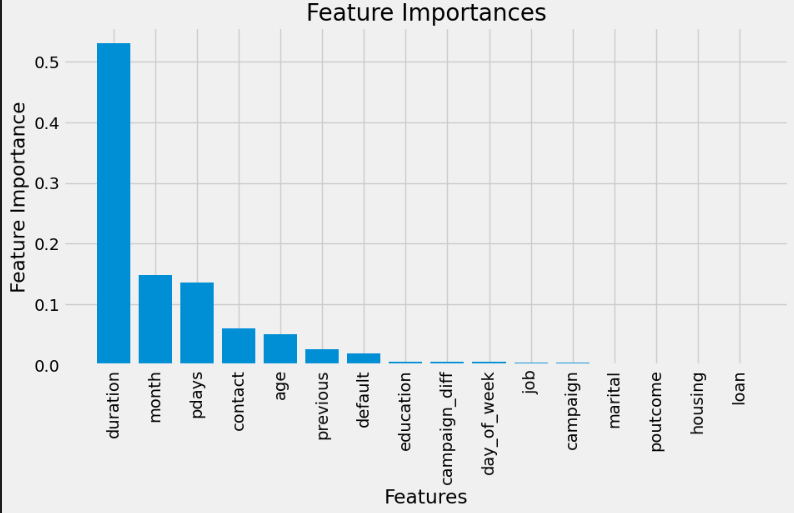 Feature Importances
Feature Importance
0.5
0.4
0.3
0.2
0.1
0.0
duration
month
pdays
contact
age
previous
default
education
campaign_diff
day_of_week
job
campaign
marital
poutcome
housing
loan
Features